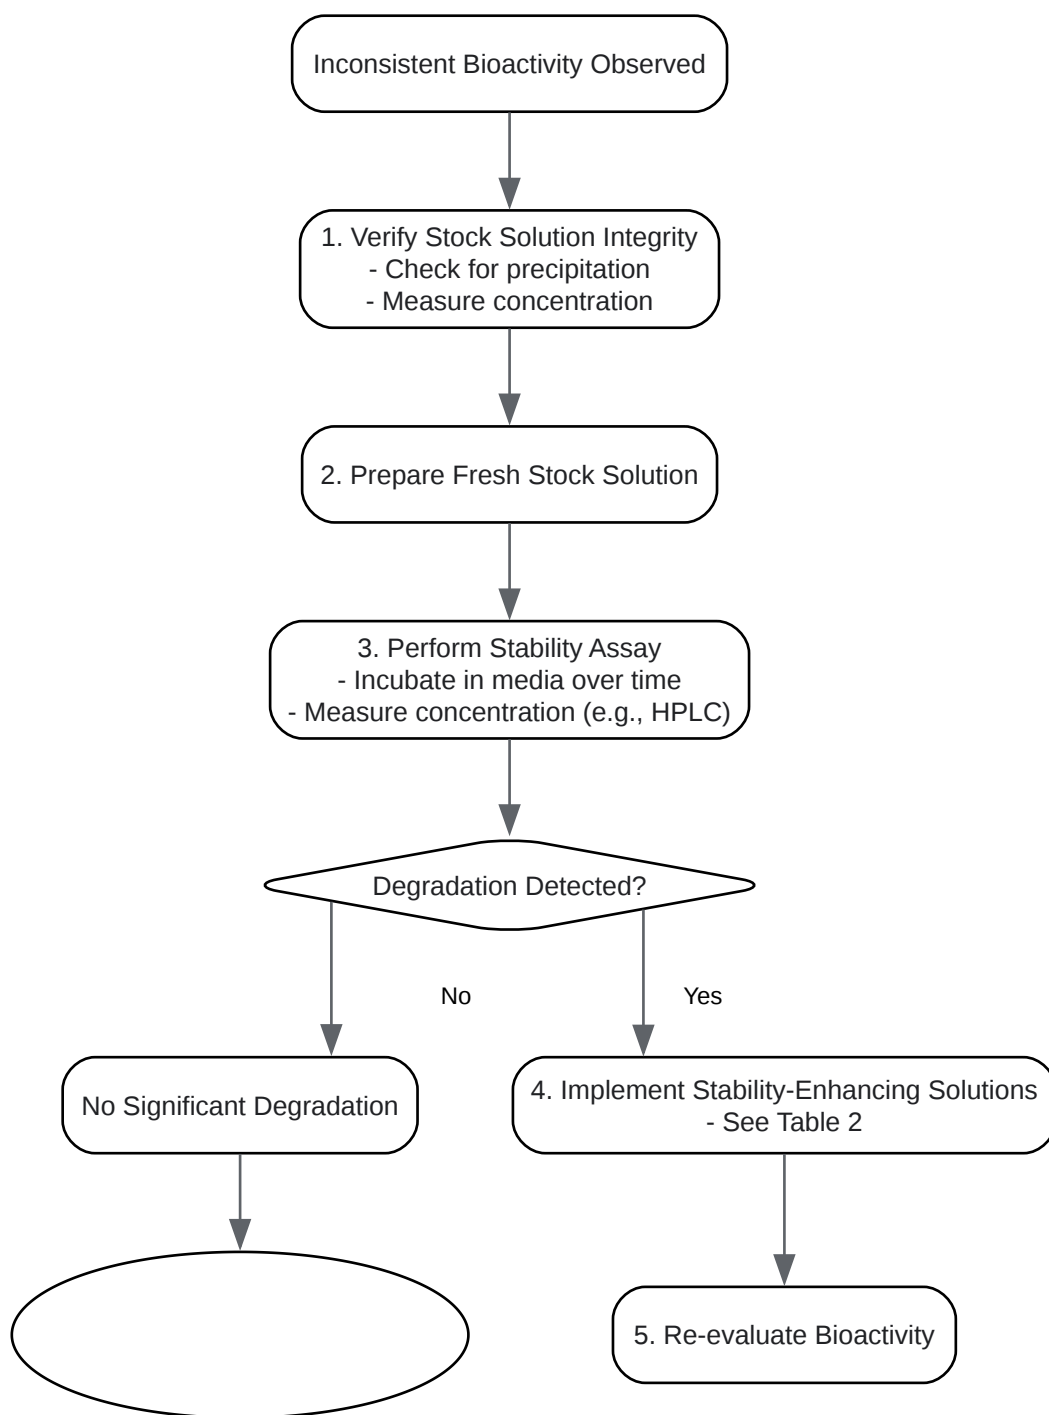 Inconsistent Bioactivity Observed
1. Verify Stock Solution Integrity
- Check for precipitation
- Measure concentration
2. Prepare Fresh Stock Solution
3. Perform Stability Assay
- Incubate in media over time
- Measure concentration (e.g., HPLC)
Degradation Detected?
No
Yes
No Significant Degradation
4. Implement Stability-Enhancing Solutions
- See Table 2
5. Re-evaluate Bioactivity